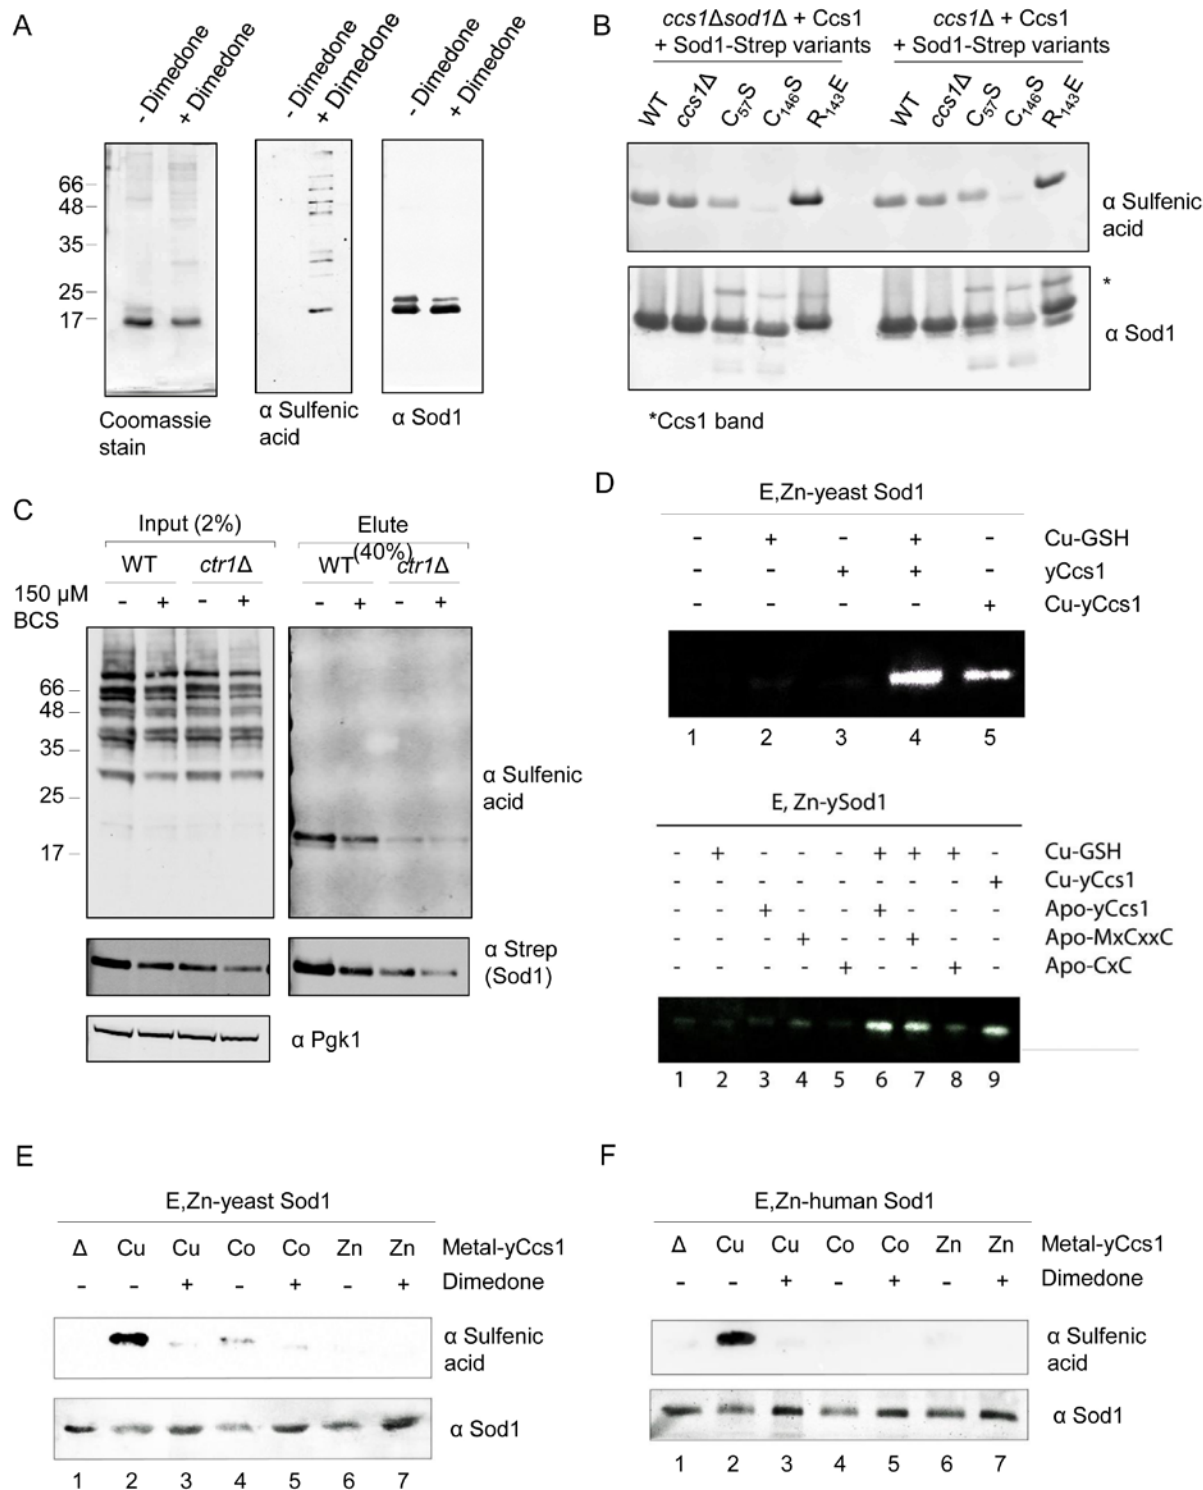 A
- Dimedone
+ Dimedone
- Dimedone
+ Dimedone
- Dimedone
+ Dimedone
66
48
35
25
17
Coomassie
stain
α Sulfenic
acid
α Sod1
B
ccs1Δsod1Δ + Ccs1
+ Sod1-Strep variants
ccs1Δ + Ccs1
+ Sod1-Strep variants
WT ccs1Δ C57S C146S R143E WT ccs1Δ C57S C146S R143E
α Sulfenic
acid
*
α Sod1
*Ccs1 band
C
Input (2%)
Elute
(40%)
WT ctr1Δ WT ctr1Δ
150 µM
BCS
- + - + - + - +
66
48
35
25
17
α Sulfenic
acid
α Strep
(Sod1)
α Pgk1
D
E,Zn-yeast Sod1
- + - + - Cu-GSH
- - + + - yCcs1
- - - - + Cu-yCcs1
1 2 3 4 5
E, Zn-ySod1
- + - - - + + + - Cu-GSH
- - - - - - - - + Cu-yCcs1
- - + - - + - - - Apo-yCcs1
- - - + - - + - - Apo-MxCxxC
- - - - + - - + - Apo-CxC
1 2 3 4 5 6 7 8 9
E
E,Zn-yeast Sod1
Δ Cu Cu Co Co Zn Zn Metal-yCcs1
- - + - + - + Dimedone
α Sulfenic
acid
α Sod1
1 2 3 4 5 6 7
F
E,Zn-human Sod1
Δ Cu Cu Co Co Zn Zn Metal-yCcs1
- - + - + - + Dimedone
α Sulfenic
acid
α Sod1
1 2 3 4 5 6 7